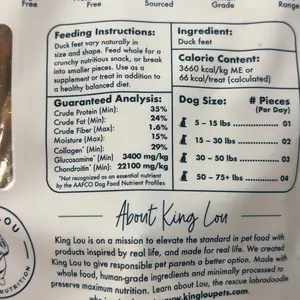 Free
Free
Sourced
Grade
Range
Feeding Instructions:
Duck feet vary naturally in
size and shape. Feed whole for a
crunchy nutritious snack, or break
into smaller pieces. Use as a
supplement or treat in addition to
a healthy balanced diet.
Ingredient:
Duck feet
Calorie Content:
3660 kcal/kg ME or
66 kcal/treat (calculated)
Guaranteed Analysis:
Crude Protein (Min): 35%
Crude Fat (Min): 24%
Crude Fiber (Max): 1.6%
Moisture (Max): 15%
Collagen* (Min): 29%
Glucosamine* (Min) 3400 mg/kg
Chondroitin* (Min) 22100 mg/kg
*Not recognized as an essential nutrient by
the AAFCO Dog Food Nutrient Profiles
Dog Size: # Pieces
(Per Day)
5 – 15 lbs 01
15 – 30 lbs 02
30 – 50 lbs 03
50 – 75+ lbs 04
About King Lou
King Lou is on a mission to elevate the standard in pet food with
products inspired by real life, and made for real life. We created
King Lou to give responsible pet parents a better option. Made with
whole food, human-grade ingredients and minimally processed to
preserve maximum nutrition. Learn about Lou, the rescue labradoodle
www.kingloupets.com
LOU
NUTRITION